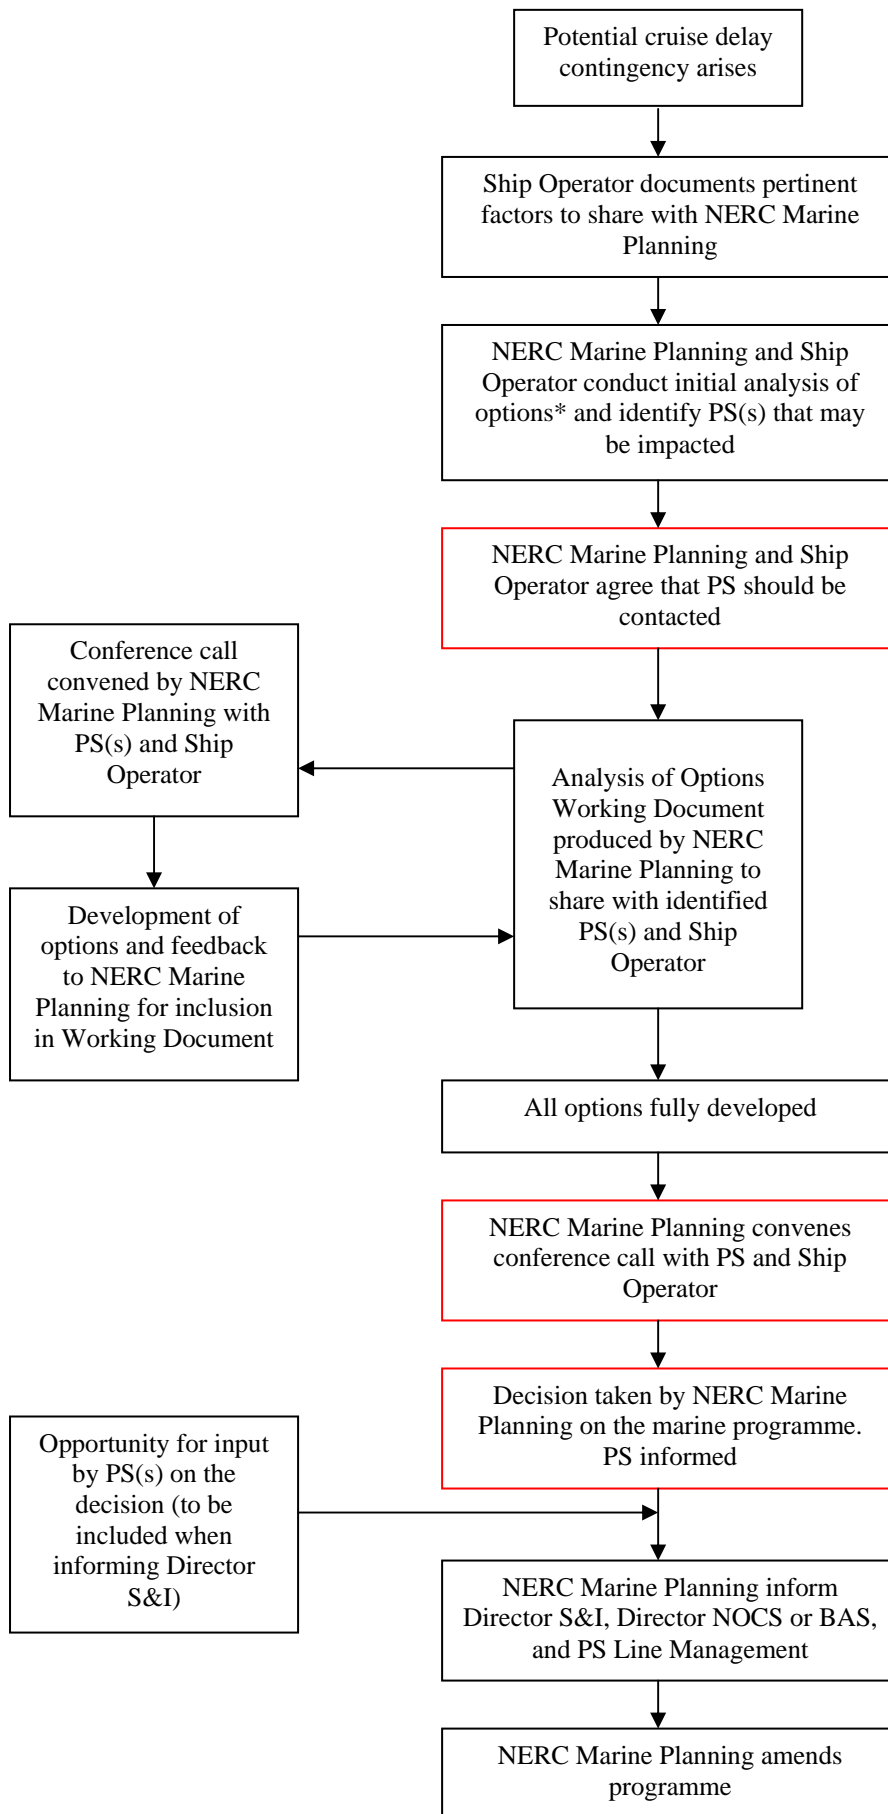 Potential cruise delay
contingency arises
Ship Operator documents pertinent
factors to share with NERC Marine
Planning
NERC Marine Planning and Ship
Operator conduct initial analysis of
options* and identify PS(s) that may
be impacted
NERC Marine Planning and Ship
Operator agree that PS should be
contacted
Conference call
convened by NERC
Marine Planning with
PS(s) and Ship
Operator
Analysis of Options
Working Document
produced by NERC
Marine Planning to
share with identified
PS(s) and Ship
Operator
Development of
options and feedback
to NERC Marine
Planning for inclusion
in Working Document
All options fully developed
NERC Marine Planning convenes
conference call with PS and Ship
Operator
Decision taken by NERC Marine
Planning on the marine programme.
PS informed
Opportunity for input
by PS(s) on the
decision (to be
included when
informing Director
S&I)
NERC Marine Planning inform
Director S&I, Director NOCS or BAS,
and PS Line Management
NERC Marine Planning amends
programme